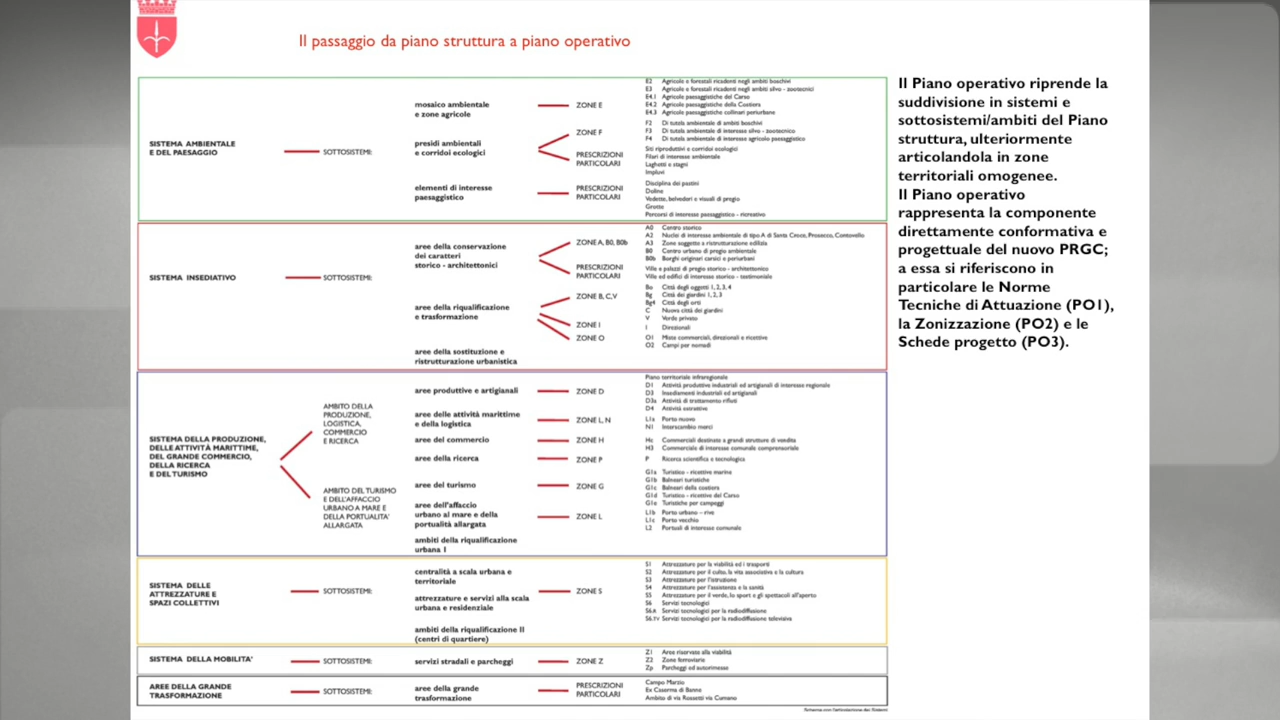 Il passaggio da piano struttura a piano operativo
SISTEMA AMBIENTALE
E DEL PAESAGGIO
SOTTOSISTEMI:
mosaico ambientale
e zone agricole
ZONE E
E2 Agricole e forestali ricadenti negli ambiti boschivi
E3 Agricole e forestali ricadenti negli ambiti silvo - zootecnici
E4.1 Agricole paesaggistiche del Carso
E4.2 Agricole paesaggistiche della Costiera
E4.3 Agricole paesaggistiche collinari periurbane
presidi ambientali
e corridoi ecologici
ZONE F
F2 Di tutela ambientale di ambiti boschivi
F3 Di tutela ambientale di interesse silvo - zootecnico
F4 Di tutela ambientale di interesse agricolo paesaggistico
PRESCRIZIONI
PARTICOLARI
Siti riproduttivi e corridoi ecologici
Filari di interesse ambientale
Laghetti e stagni
Impluvi
elementi di interesse
paesaggistico
PRESCRIZIONI
PARTICOLARI
Disciplina dei pastini
Doline
Vedette, belvedori e visuali di pregio
Grotte
Percorsi di interesse paesaggistico - ricreativo
SISTEMA INSEDIATIVO
SOTTOSISTEMI:
aree della conservazione
dei caratteri
storico - architettonici
ZONE A, B0, B0b
A0 Centro storico
A2 Nuclei di interesse ambientale di tipo A di Santa Croce, Prosecco, Contovello
A3 Zone soggette a ristrutturazione edilizia
B0 Centro urbano di pregio ambientale
B0b Borghi originari carsici e periurbani
PRESCRIZIONI
PARTICOLARI
Ville e palazzi di pregio storico - architettonico
Ville ed edifici di interesse storico - testimoniale
aree della riqualificazione
e trasformazione
ZONE B, C, V
Bo Città degli oggetti 1, 2, 3, 4
Bg Città dei giardini 1, 2, 3
Bg4 Città degli orti
C Nuova città dei giardini
V Verde privato
ZONE I
I Direzionali
ZONE O
O1 Miste commerciali, direzionali e ricettive
O2 Campi per nomadi
aree della sostituzione e
ristrutturazione urbanistica
SISTEMA DELLA PRODUZIONE,
DELLE ATTIVITÀ MARITTIME,
DEL GRANDE COMMERCIO,
DELLA RICERCA
E DEL TURISMO
AMBITO DELLA
PRODUZIONE,
LOGISTICA,
COMMERCIO
E RICERCA
aree produttive e artigianali
ZONE D
Piano territoriale infraregionale
D1 Attività produttive industriali ed artigianali di interesse regionale
D3 Insediamenti industriali ed artigianali
D3a Attività di trattamento rifiuti
D4 Attività estrattive
aree delle attività marittime
e della logistica
ZONE L, N
L1a Porto nuovo
N1 Interscambio merci
aree del commercio
ZONE H
Hc Commerciali destinate a grandi strutture di vendita
H3 Commerciale di interesse comunale comprensoriale
aree della ricerca
ZONE P
P Ricerca scientifica e tecnologica
AMBITO DEL TURISMO
E DELL'AFFACCIO
URBANO A MARE E
DELLA PORTUALITA'
ALLARGATA
aree del turismo
ZONE G
G1a Turistico - ricettive marine
G1b Balneari turistiche
G1c Balneari della costiera
G1d Turistico - ricettive del Carso
G1e Turistiche per campeggi
aree dell'affaccio
urbano al mare e della
portualità allargata
ZONE L
L1b Porto urbano - rive
L1c Porto vecchio
L2 Portuali di interesse comunale
ambiti della riqualificazione
urbana I
SISTEMA DELLE
ATTREZZATURE E
SPAZI COLLETTIVI
SOTTOSISTEMI:
centralità a scala urbana e
territoriale
attrezzature e servizi alla scala
urbana e residenziale
ambiti della riqualificazione II
(centri di quartiere)
ZONE S
S1 Attrezzature per la viabilità ed i trasporti
S2 Attrezzature per il culto, la vita associativa e la cultura
S3 Attrezzature per l'istruzione
S4 Attrezzature per l'assistenza e la sanità
S5 Attrezzature per il verde, lo sport e gli spettacoli all'aperto
S6 Servizi tecnologici
S6.R Servizi tecnologici per la radiodiffusione
S6.TV Servizi tecnologici per la radiodiffusione televisiva
SISTEMA DELLA MOBILITA'
SOTTOSISTEMI:
servizi stradali e parcheggi
ZONE Z
Z1 Aree riservate alla viabilità
Z2 Zone ferroviarie
Zp Parcheggi ed autorimesse
AREE DELLA GRANDE
TRASFORMAZIONE
SOTTOSISTEMI:
aree della grande
trasformazione
PRESCRIZIONI
PARTICOLARI
Campo Marzio
Ex Caserma di Banne
Ambito di via Rossetti via Cumano
Schema con l'articolazione dei Sistemi
Il Piano operativo riprende la
suddivisione in sistemi e
sottosistemi/ambiti del Piano
struttura, ulteriormente
articolandola in zone
territoriali omogenee.
Il Piano operativo
rappresenta la componente
direttamente conformativa e
progettuale del nuovo PRGC;
a essa si riferiscono in
particolare le Norme
Tecniche di Attuazione (PO1),
la Zonizzazione (PO2) e le
Schede progetto (PO3).